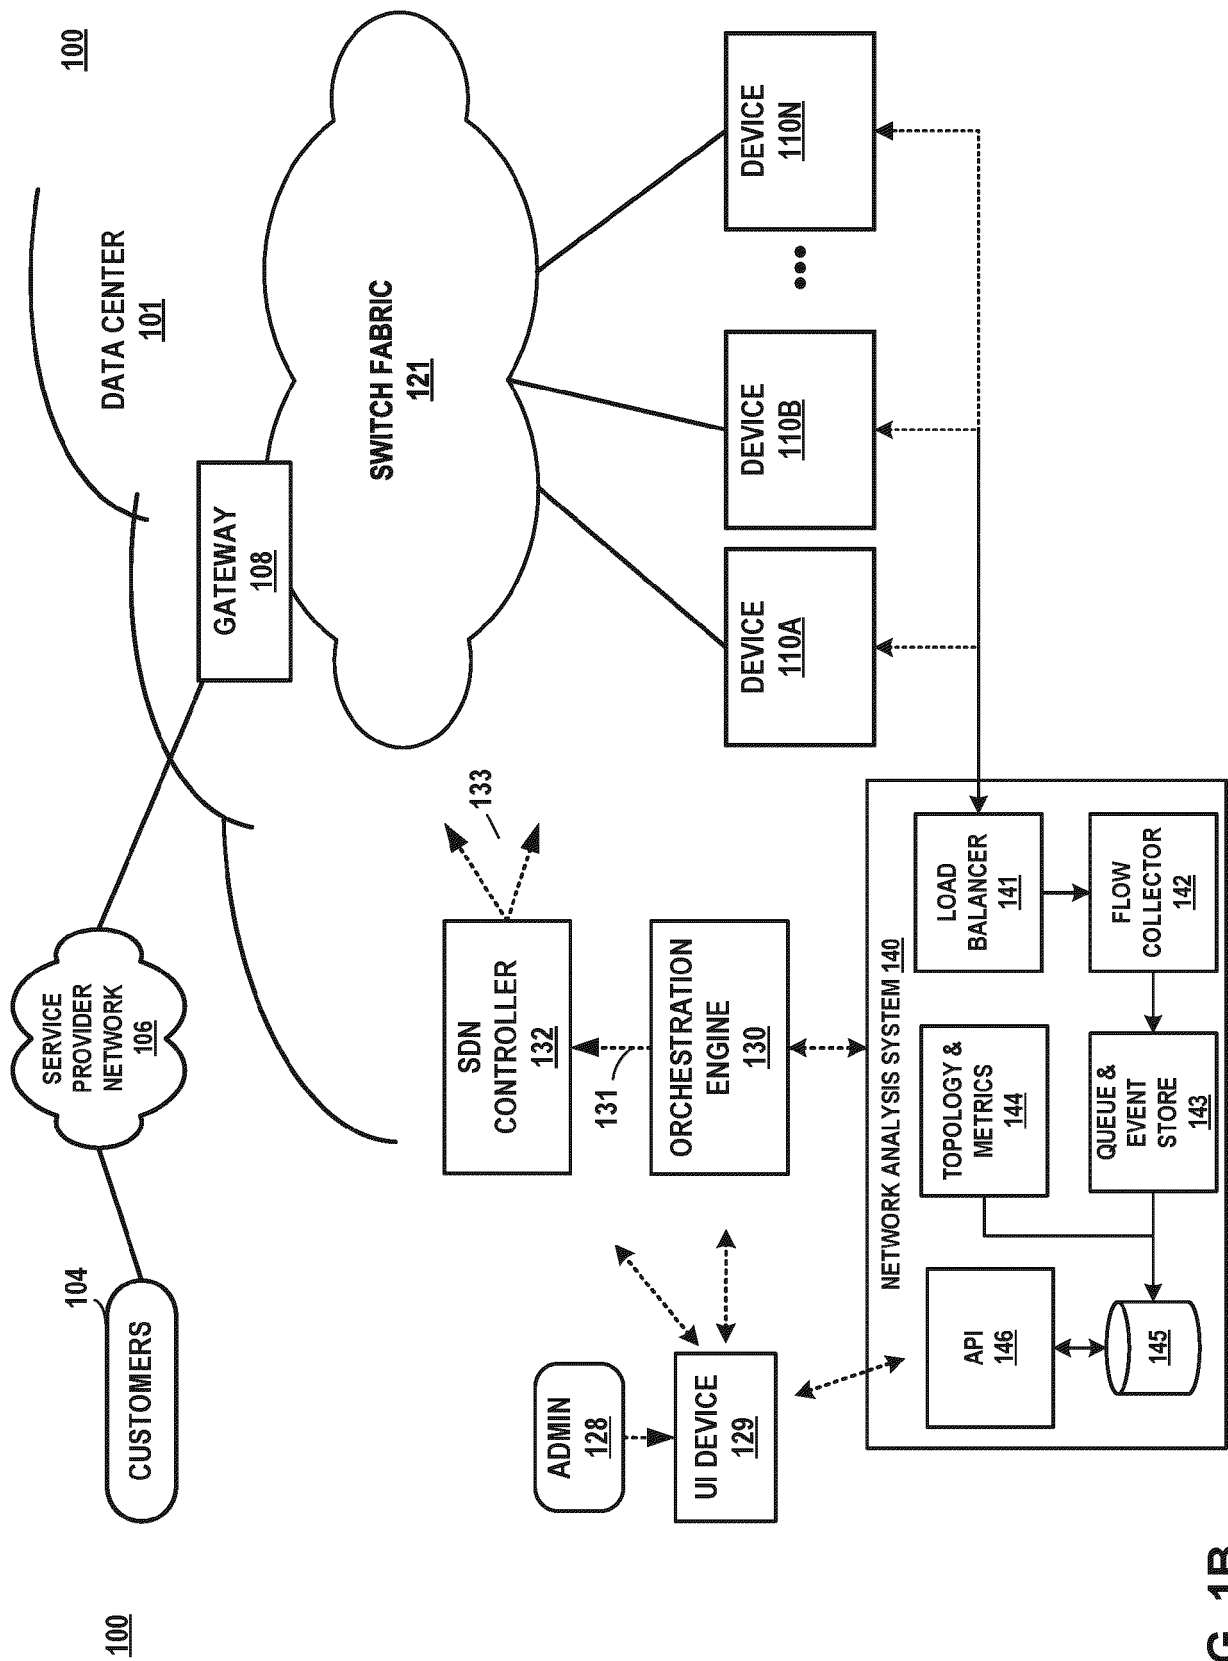 100
CUSTOMERS
104
SERVICE
PROVIDER
NETWORK
106
DATA CENTER
101
100
GATEWAY
108
SWITCH FABRIC
121
ADMIN
128
UI DEVICE
129
SDN
CONTROLLER
132
133
131
ORCHESTRATION
ENGINE
130
DEVICE
110A
DEVICE
110B
DEVICE
110N
NETWORK ANALYSIS SYSTEM 140
API
146
TOPOLOGY &
METRICS
144
LOAD
BALANCER
141
145
QUEUE &
EVENT
STORE
143
FLOW
COLLECTOR
142
G. 1B